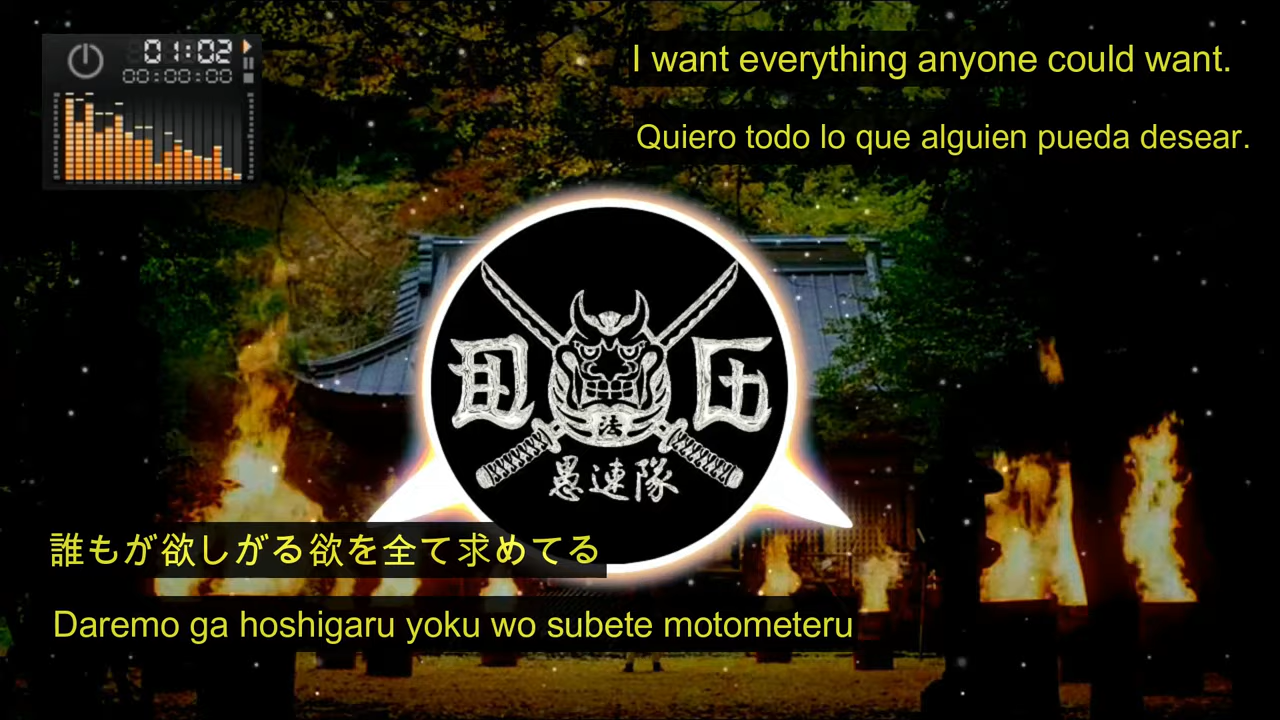 01:02
00:00:00
I want everything anyone could want.
Quiero todo lo que alguien pueda desear.
法
愚連隊
誰もが欲しがる欲を全て求めてる
Daremo ga hoshigaru yoku wo subete motometeru